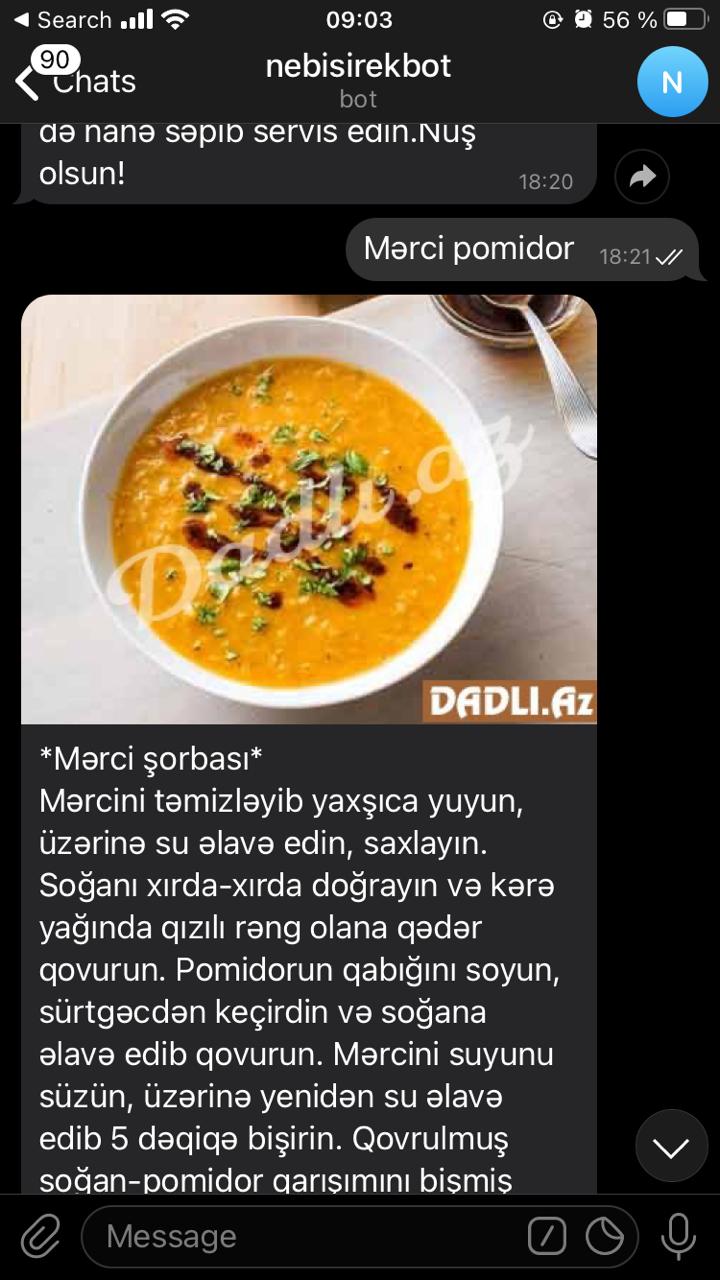 Search
09:03
56 %
90
Chats
nebisirekbot
bot
N
də nanə səpib servis edin.Nuş
olsun!
18:20
Mərci pomidor
18:21
Dadli.az
DADLI.Az
*Mərci şorbası*
Mərcini təmizləyib yaxşıca yuyun,
üzərinə su əlavə edin, saxlayın.
Soğanı xırda-xırda doğrayın və kərə
yağında qızılı rəng olana qədər
qovurun. Pomidorun qabığını soyun,
sürtgəcdən keçirdin və soğana
əlavə edib qovurun. Mərcini suyunu
süzün, üzərinə yenidən su əlavə
edib 5 dəqiqə bişirin. Qovrulmuş
soğan-pomidor qarışımını bişmiş
Message